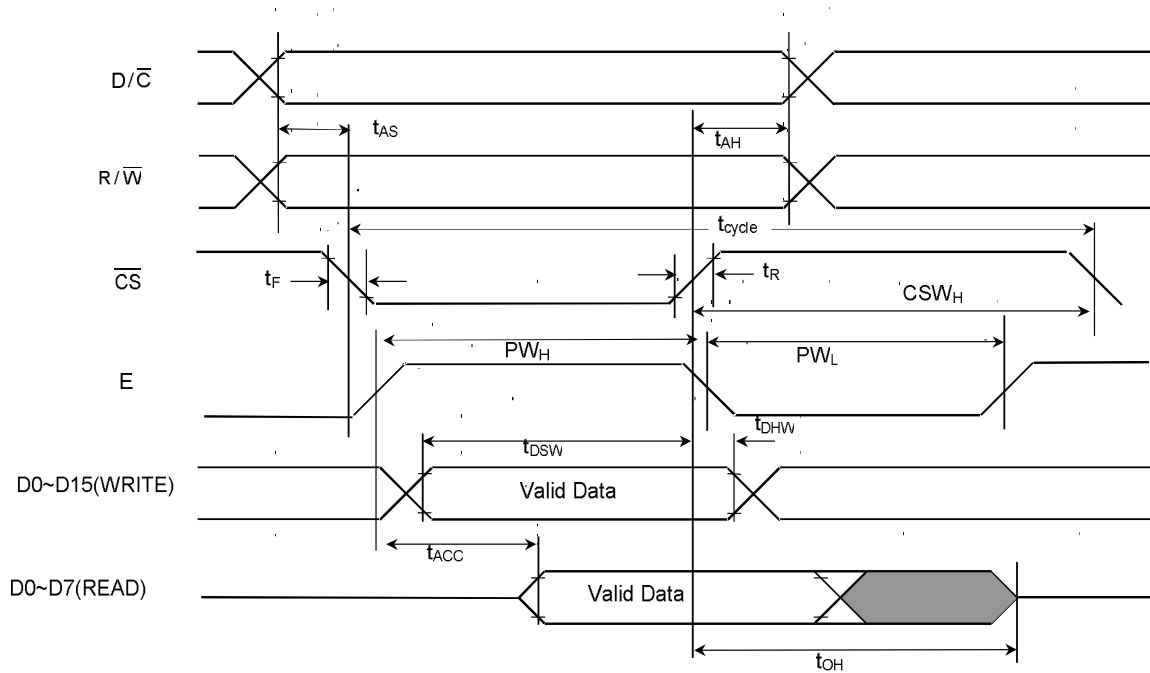 D/C̅
tAS
tAH
R/W̅
tcycle
C̅S̅
tF
tR
CSWH
PWH
PWL
E
tDHW
tDSW
D0~D15(WRITE)
Valid Data
tACC
D0~D7(READ)
Valid Data
tOH